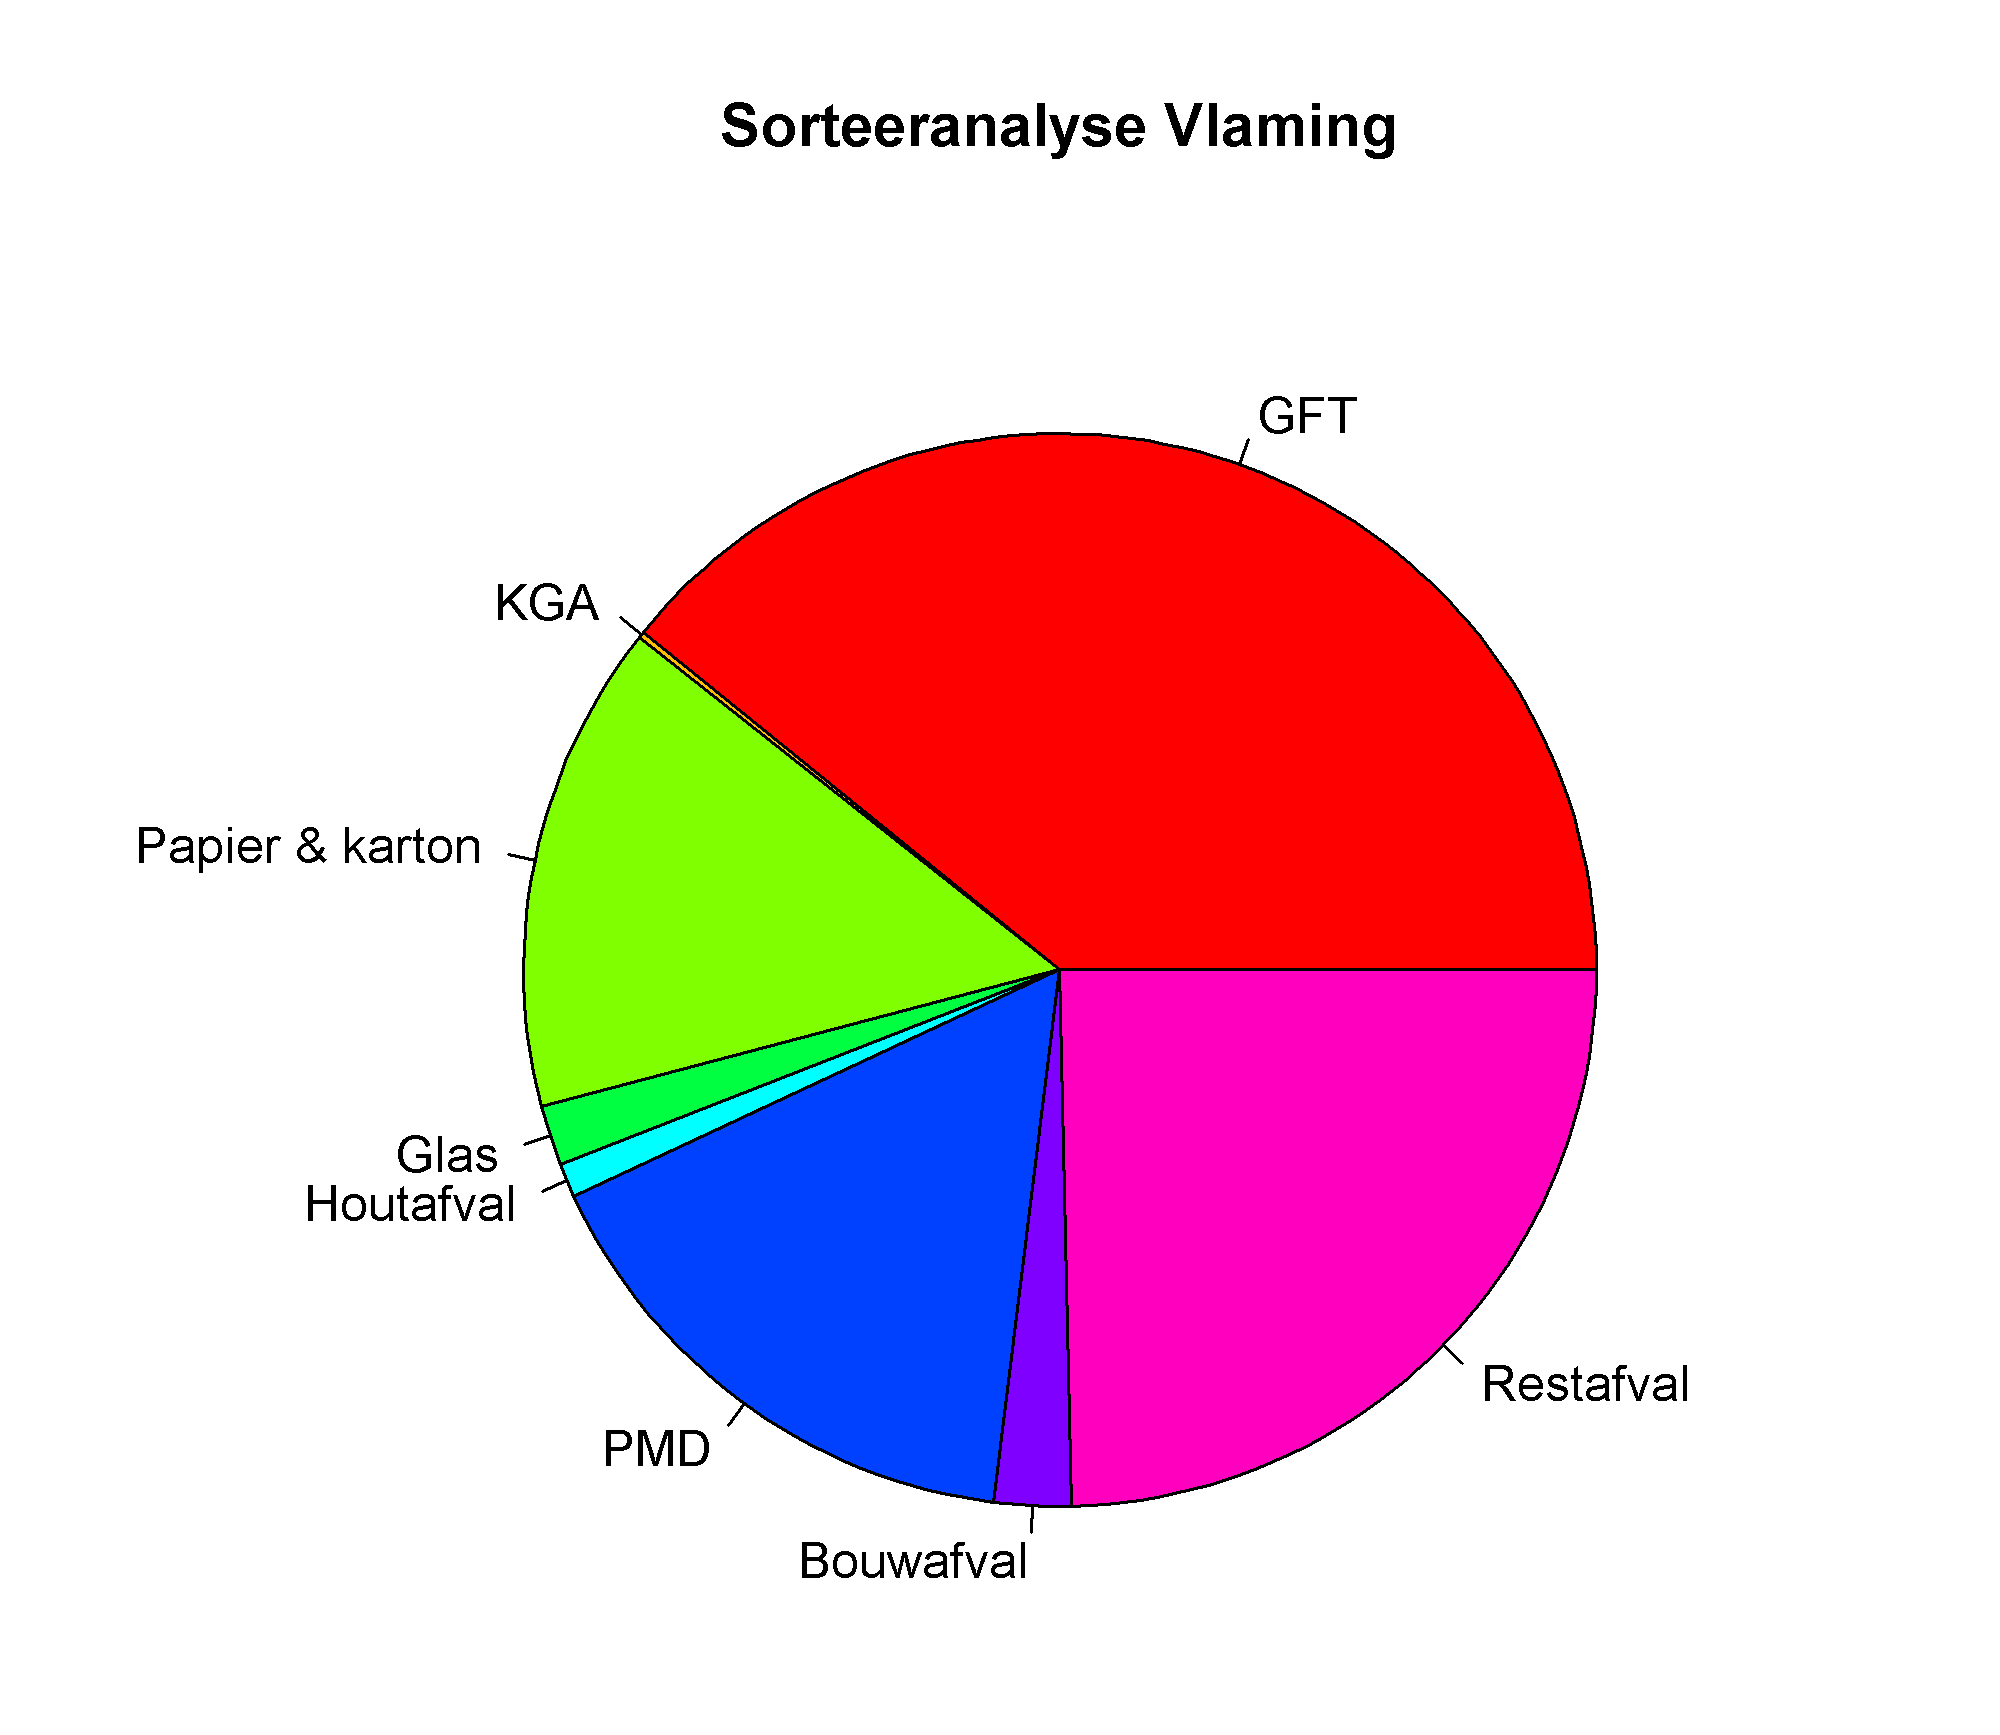 Sorteeranalyse Vlaming
GFT
KGA
Papier & karton
Glas
Houtafval
Restafval
PMD
Bouwafval